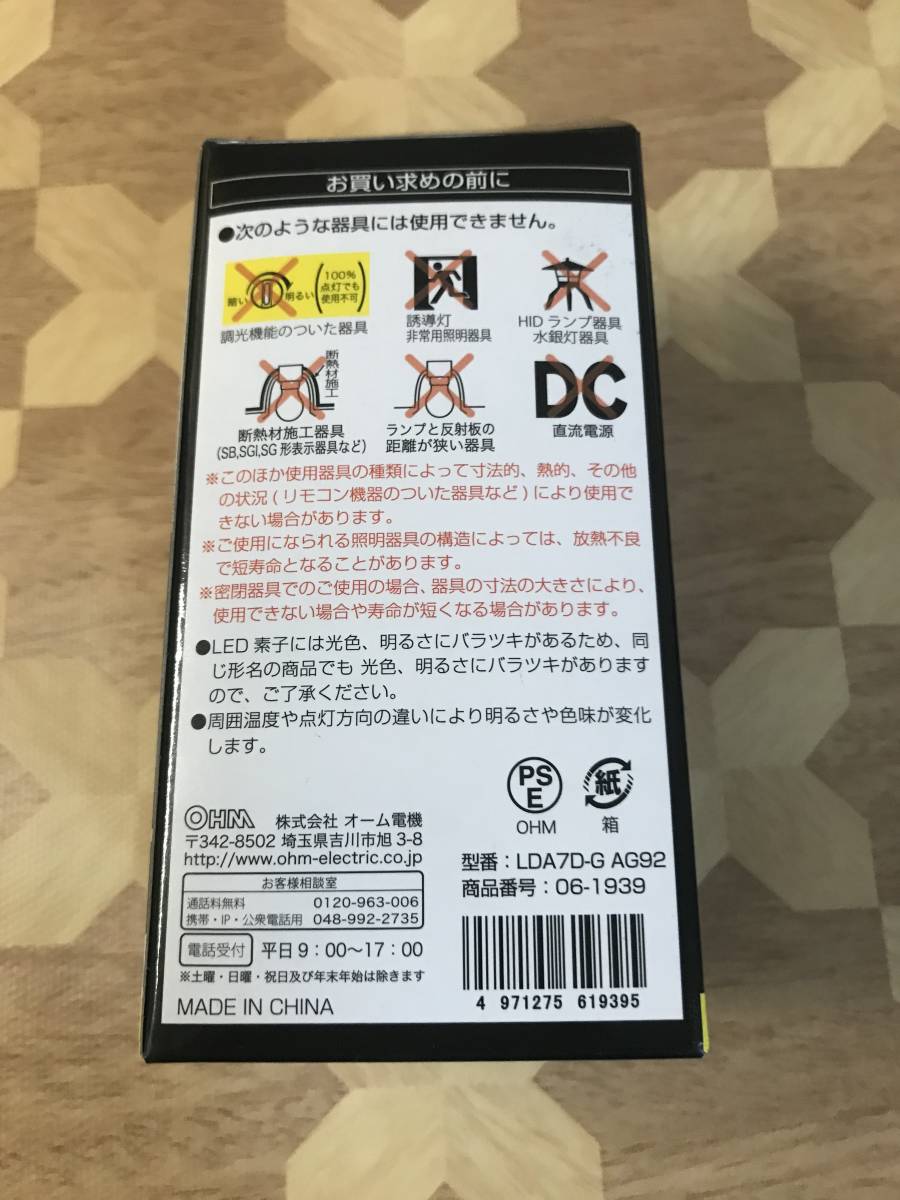 お買い求めの前に
●次のような器具には使用できません。
暗い 明るい
100%
点灯でも
使用不可
調光機能のついた器具
誘導灯
非常用照明器具
HID ランプ器具
水銀灯器具
断熱材施工
断熱材施工器具
(SB,SGI,SG 形表示器具など)
ランプと反射板の
距離が狭い器具
DC
直流電源
※このほか使用器具の種類によって寸法的、熱的、その他
の状況(リモコン機器のついた器具など)により使用で
きない場合があります。
※ご使用になられる照明器具の構造によっては、放熱不良
で短寿命となることがあります。
※密閉器具でのご使用の場合、器具の寸法の大きさにより、
使用できない場合や寿命が短くなる場合があります。
●LED 素子には光色、明るさにバラツキがあるため、同
じ形名の商品でも 光色、明るさにバラツキがあります
ので、ご了承ください。
●周囲温度や点灯方向の違いにより明るさや色味が変化
します。
PS
E
OHM
紙
箱
OHM 株式会社 オーム電機
〒342-8502 埼玉県吉川市旭 3-8
http://www.ohm-electric.co.jp
お客様相談室
通話料無料 0120-963-006
携帯・IP・公衆電話用 048-992-2735
電話受付 平日 9：00～17：00
※土曜・日曜・祝日及び年末年始は除きます
MADE IN CHINA
型番：LDA7D-G AG92
商品番号：06-1939
4 971275 619395